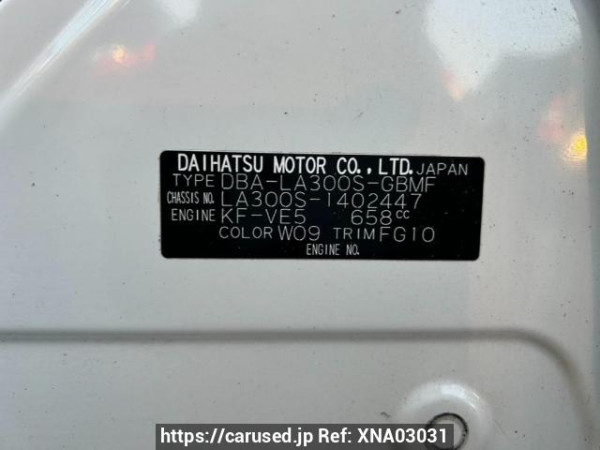 DAIHATSU MOTOR CO.,LTD. JAPAN
TYPE DBA-LA300S-GBMF
CHASSIS NO. LA300S-1402447
ENGINE KF-VE5 658cc
COLOR W09 TRIM FG10
ENGINE NO.
https://carused.jp Ref: XNA03031